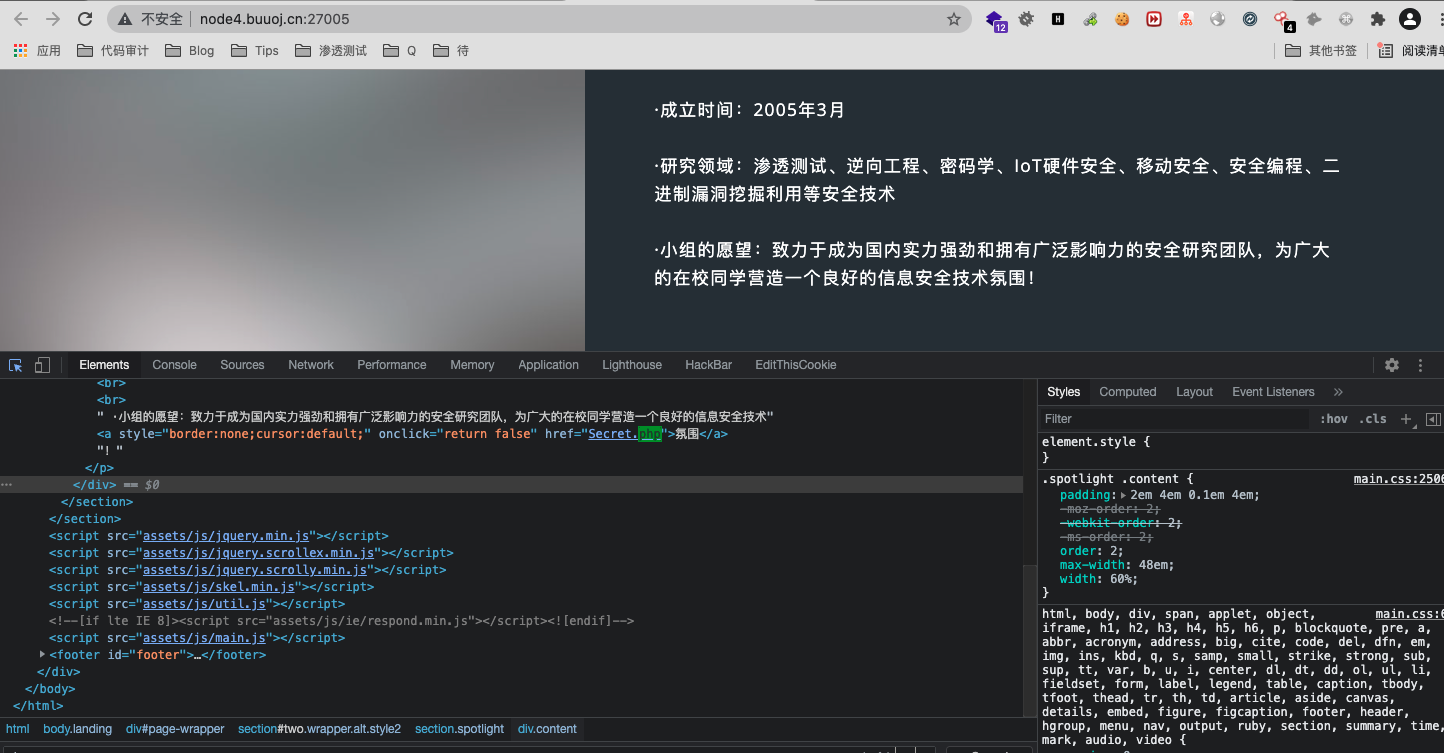 不安全 node4.buuoj.cn:27005
12
4
应用 代码审计 Blog Tips 渗透测试 Q 待 其他书签 阅读清单
·成立时间：2005年3月
·研究领域：渗透测试、逆向工程、密码学、IoT硬件安全、移动安全、安全编程、二
进制漏洞挖掘利用等安全技术
·小组的愿望：致力于成为国内实力强劲和拥有广泛影响力的安全研究团队，为广大
的在校同学营造一个良好的信息安全技术氛围！
Elements Console Sources Network Performance Memory Application Lighthouse HackBar EditThisCookie
<br>
<br>
" ·小组的愿望：致力于成为国内实力强劲和拥有广泛影响力的安全研究团队，为广大的在校同学营造一个良好的信息安全技术"
<a style="border:none;cursor:default;" onclick="return false" href="Secret.php">氛围</a>
"！"
</p>
</div> == $0
</section>
</section>
<script src="assets/js/jquery.min.js"></script>
<script src="assets/js/jquery.scrollex.min.js"></script>
<script src="assets/js/jquery.scrolly.min.js"></script>
<script src="assets/js/skel.min.js"></script>
<script src="assets/js/util.js"></script>
<!--[if lte IE 8]><script src="assets/js/ie/respond.min.js"></script><![endif]-->
<script src="assets/js/main.js"></script>
<footer id="footer">…</footer>
</div>
</body>
</html>
html body.landing div#page-wrapper section#two.wrapper.alt.style2 section.spotlight div.content
Styles Computed Layout Event Listeners »
Filter :hov .cls +
element.style {
}
.spotlight .content { main.css:2506
padding: 2em 4em 0.1em 4em;
-moz-order: 2;
-webkit-order: 2;
-ms-order: 2;
order: 2;
max-width: 48em;
width: 60%;
}
html, body, div, span, applet, object, main.css:6
iframe, h1, h2, h3, h4, h5, h6, p, blockquote, pre, a,
abbr, acronym, address, big, cite, code, del, dfn, em,
img, ins, kbd, q, s, samp, small, strike, strong, sub,
sup, tt, var, b, u, i, center, dl, dt, dd, ol, ul, li,
fieldset, form, label, legend, table, caption, tbody,
tfoot, thead, tr, th, td, article, aside, canvas,
details, embed, figure, figcaption, footer, header,
hgroup, menu, nav, output, ruby, section, summary, time,
mark, audio, video {